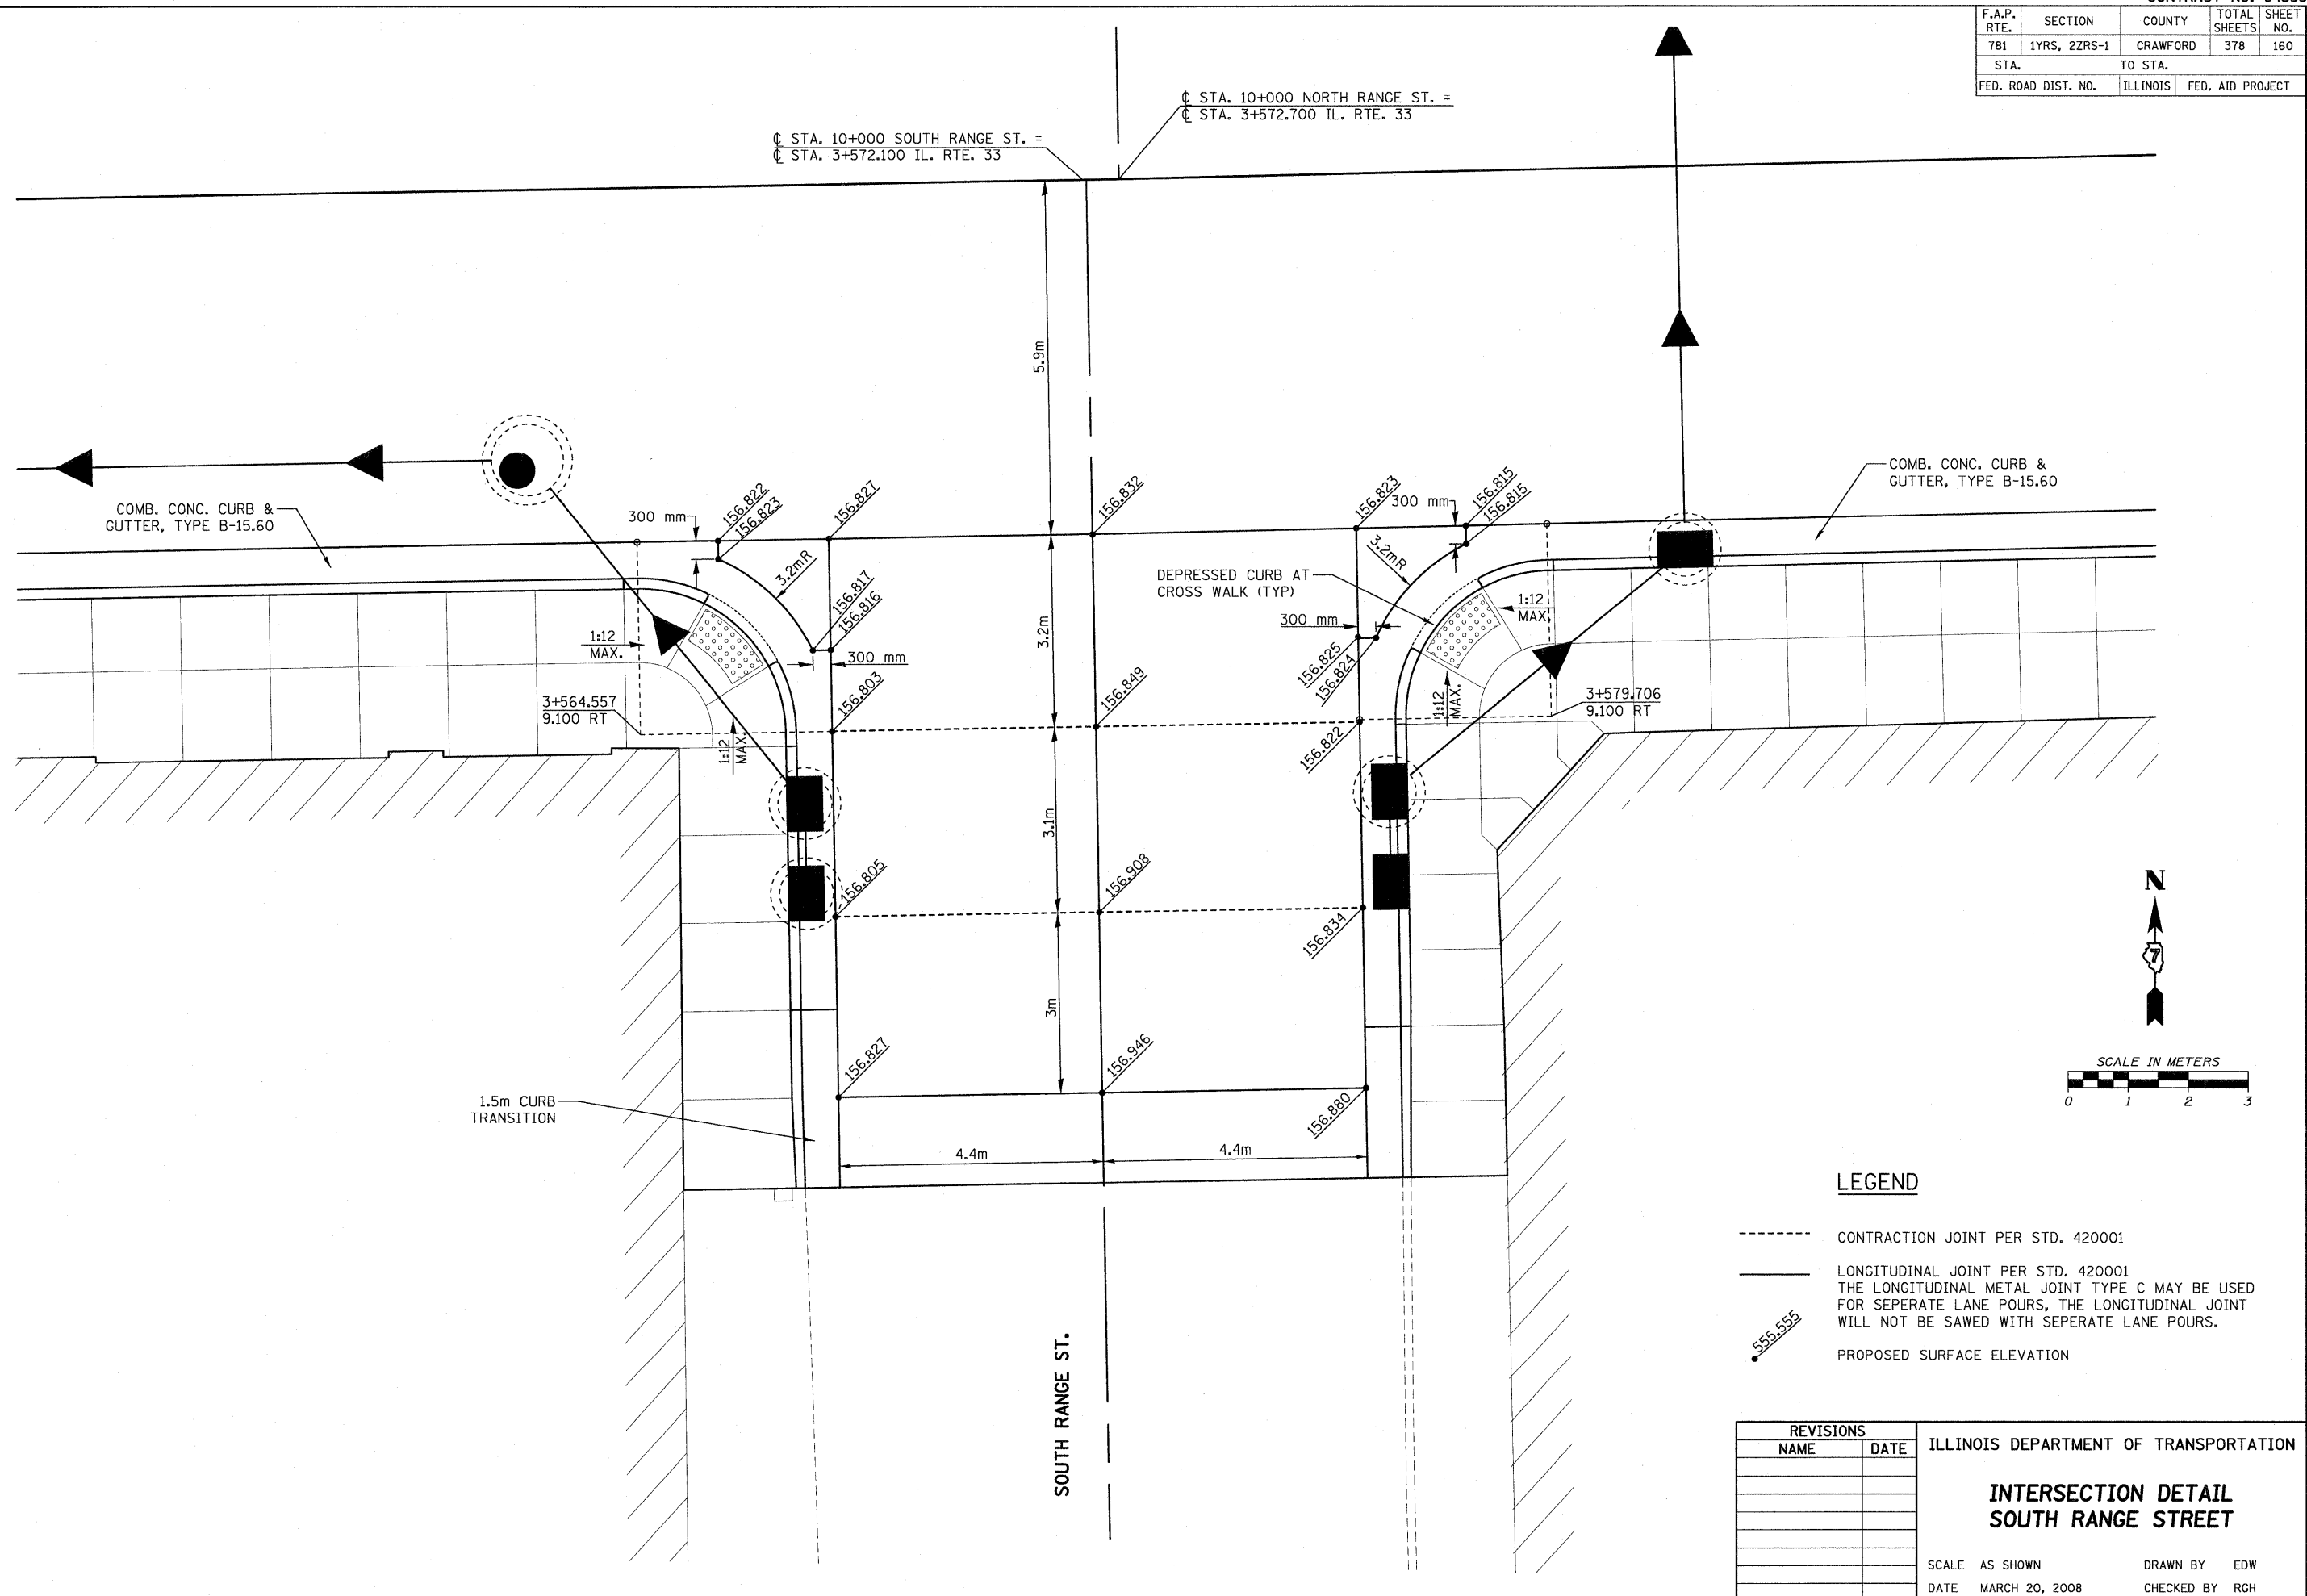 F.A.P. RTE. SECTION COUNTY TOTAL SHEETS SHEET NO.
781 1YRS, 2ZRS-1 CRAWFORD 378 160
STA. TO STA.
FED. ROAD DIST. NO. ILLINOIS FED. AID PROJECT
℄ STA. 10+000 NORTH RANGE ST. =
℄ STA. 3+572.700 IL. RTE. 33
℄ STA. 10+000 SOUTH RANGE ST. =
℄ STA. 3+572.100 IL. RTE. 33
5.9m
COMB. CONC. CURB &
GUTTER, TYPE B-15.60
300 mm
156.822
156.823
156.827
3.2mR
156.817
156.816
300 mm
156.832
156.823
300 mm
156.815
156.815
3.2mR
COMB. CONC. CURB &
GUTTER, TYPE B-15.60
DEPRESSED CURB AT
CROSS WALK (TYP)
300 mm
1:12
MAX.
1:12
MAX.
3.2m
156.825
156.824
156.803
156.849
3+564.557
9.100 RT
1:12
MAX.
1:12
MAX.
3+579.706
9.100 RT
156.822
3.1m
156.805
156.908
156.834
3m
156.827
156.946
156.880
1.5m CURB
TRANSITION
4.4m
4.4m
SOUTH RANGE ST.
N
7
SCALE IN METERS
0 1 2 3
LEGEND
CONTRACTION JOINT PER STD. 420001
LONGITUDINAL JOINT PER STD. 420001
THE LONGITUDINAL METAL JOINT TYPE C MAY BE USED
FOR SEPERATE LANE POURS, THE LONGITUDINAL JOINT
WILL NOT BE SAWED WITH SEPERATE LANE POURS.
555.555
PROPOSED SURFACE ELEVATION
REVISIONS
NAME DATE
ILLINOIS DEPARTMENT OF TRANSPORTATION
INTERSECTION DETAIL
SOUTH RANGE STREET
SCALE AS SHOWN DRAWN BY EDW
DATE MARCH 20, 2008 CHECKED BY RGH